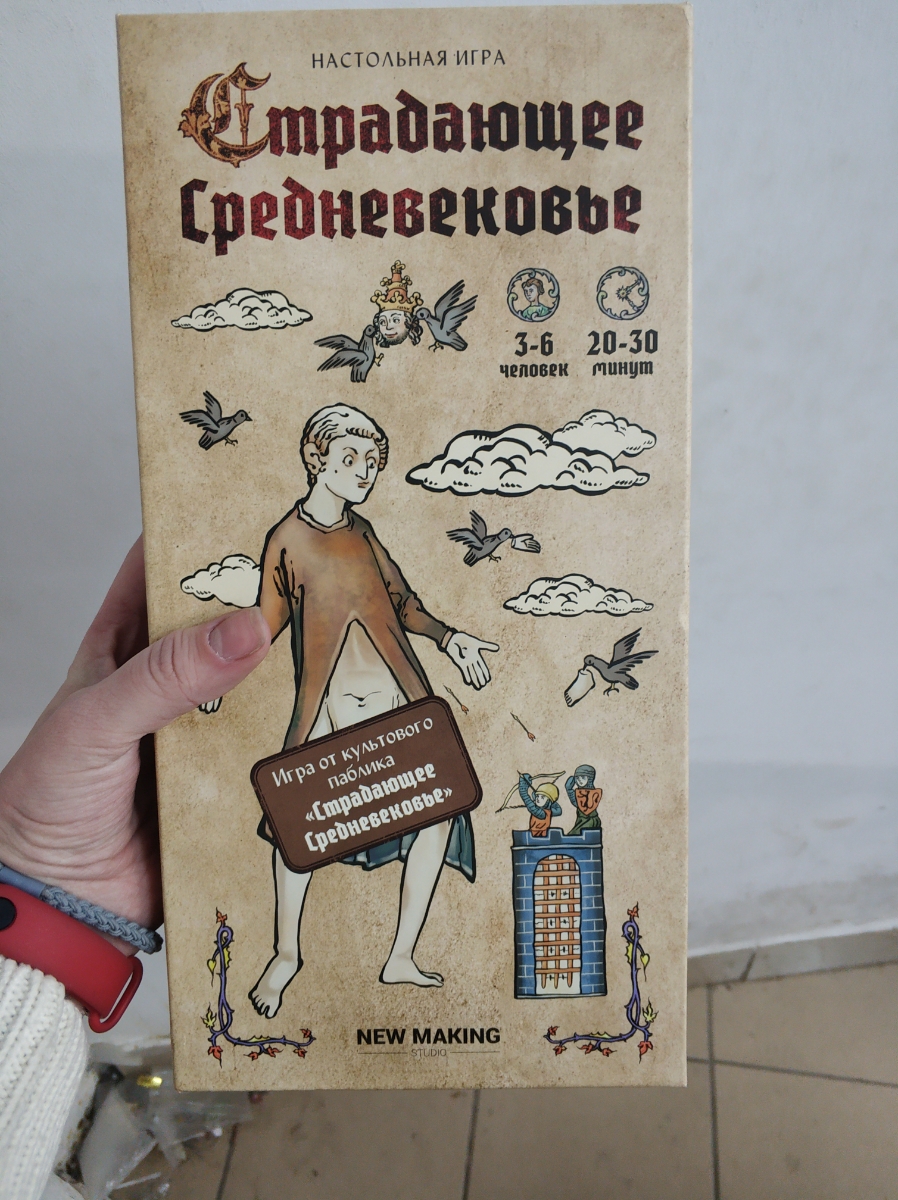 НАСТОЛЬНАЯ ИГРА
Страдающее
Средневековье
3-6
человек
20-30
минут
Игра от культового
паблика
«Страдающее
Средневековье»
NEW MAKING
STUDIO